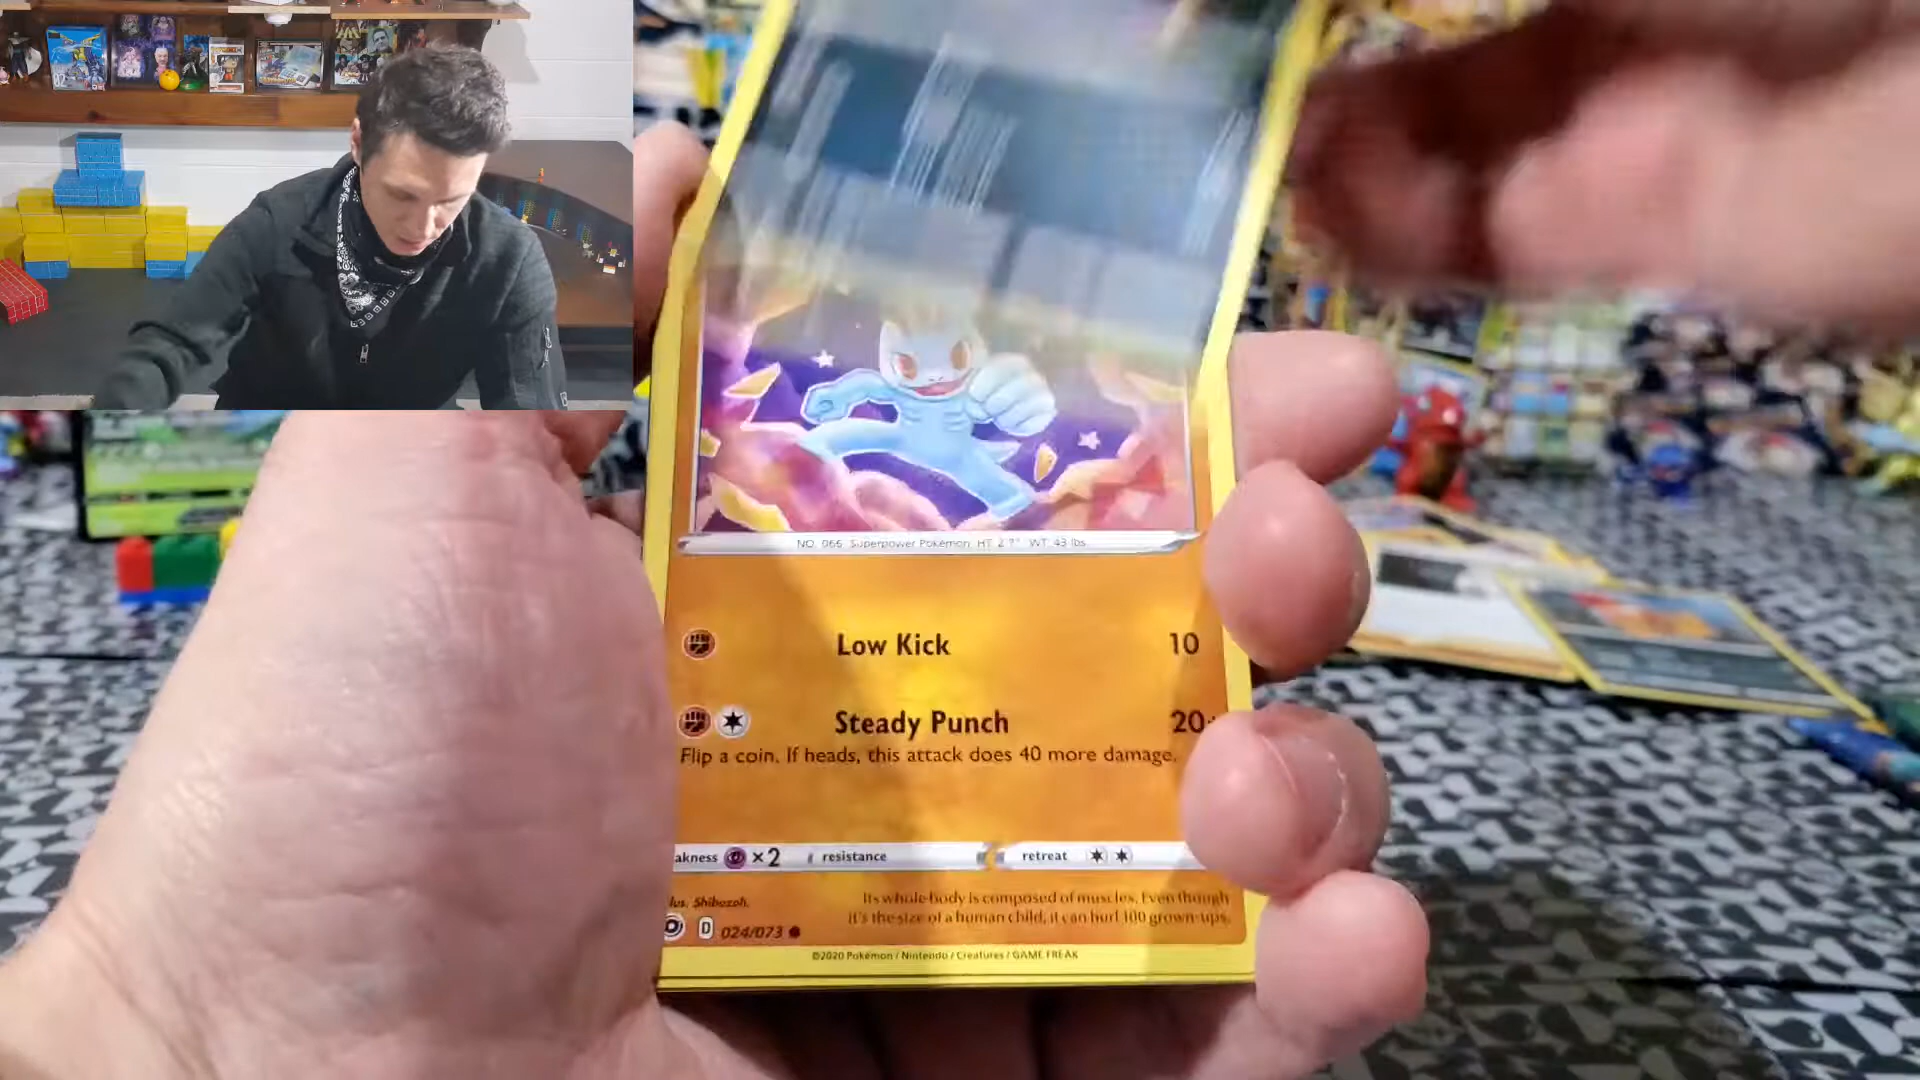 NO. 066 Superpower Pokémon HT 2'7" WT 43 lbs.
Low Kick 10
Steady Punch 20+
Flip a coin. If heads, this attack does 40 more damage.
akness ×2 resistance retreat
lus. Shibuzoh.
Its whole body is composed of muscles. Even though
it's the size of a human child, it can hurl 100 grown-ups.
D 024/073
©2020 Pokémon / Nintendo / Creatures / GAME FREAK